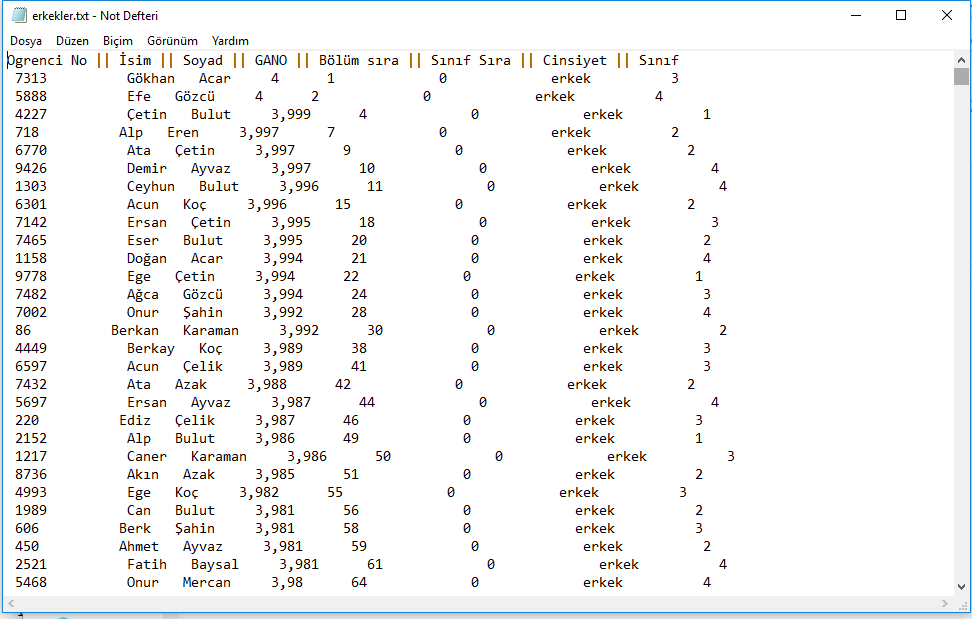 erkekler.txt - Not Defteri
Dosya Düzen Biçim Görünüm Yardım
Ogrenci No || İsim || Soyad || GANO || Bölüm sıra || Sınıf Sıra || Cinsiyet || Sınıf
7313 Gökhan Acar 4 1 0 erkek 3
5888 Efe Gözcü 4 2 0 erkek 4
4227 Çetin Bulut 3,999 4 0 erkek 1
718 Alp Eren 3,997 7 0 erkek 2
6770 Ata Çetin 3,997 9 0 erkek 2
9426 Demir Ayvaz 3,997 10 0 erkek 4
1303 Ceyhun Bulut 3,996 11 0 erkek 4
6301 Acun Koç 3,996 15 0 erkek 2
7142 Ersan Çetin 3,995 18 0 erkek 3
7465 Eser Bulut 3,995 20 0 erkek 2
1158 Doğan Acar 3,994 21 0 erkek 4
9778 Ege Çetin 3,994 22 0 erkek 1
7482 Ağca Gözcü 3,994 24 0 erkek 3
7002 Onur Şahin 3,992 28 0 erkek 4
86 Berkan Karaman 3,992 30 0 erkek 2
4449 Berkay Koç 3,989 38 0 erkek 3
6597 Acun Çelik 3,989 41 0 erkek 3
7432 Ata Azak 3,988 42 0 erkek 2
5697 Ersan Ayvaz 3,987 44 0 erkek 4
220 Ediz Çelik 3,987 46 0 erkek 3
2152 Alp Bulut 3,986 49 0 erkek 1
1217 Caner Karaman 3,986 50 0 erkek 3
8736 Akın Azak 3,985 51 0 erkek 2
4993 Ege Koç 3,982 55 0 erkek 3
1989 Can Bulut 3,981 56 0 erkek 2
606 Berk Şahin 3,981 58 0 erkek 3
450 Ahmet Ayvaz 3,981 59 0 erkek 2
2521 Fatih Baysal 3,981 61 0 erkek 4
5468 Onur Mercan 3,98 64 0 erkek 4